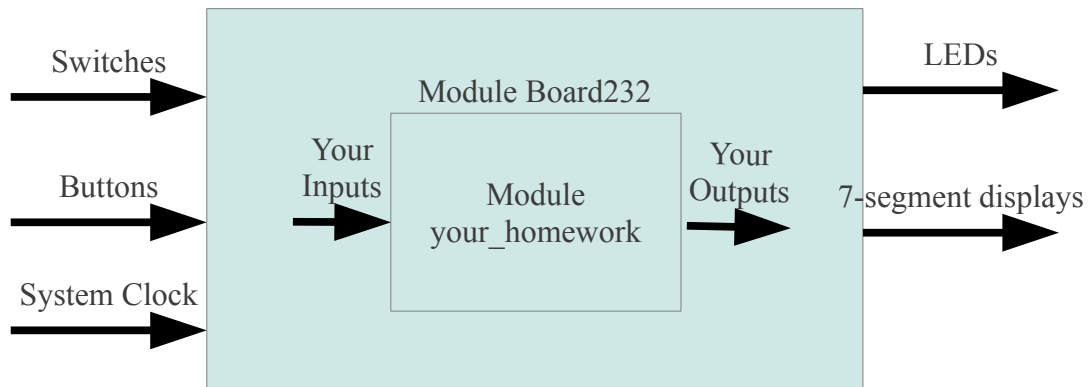 Switches
Buttons
System Clock
Module Board232
Your
Inputs
Module
your_homework
Your
Outputs
LEDs
7-segment displays